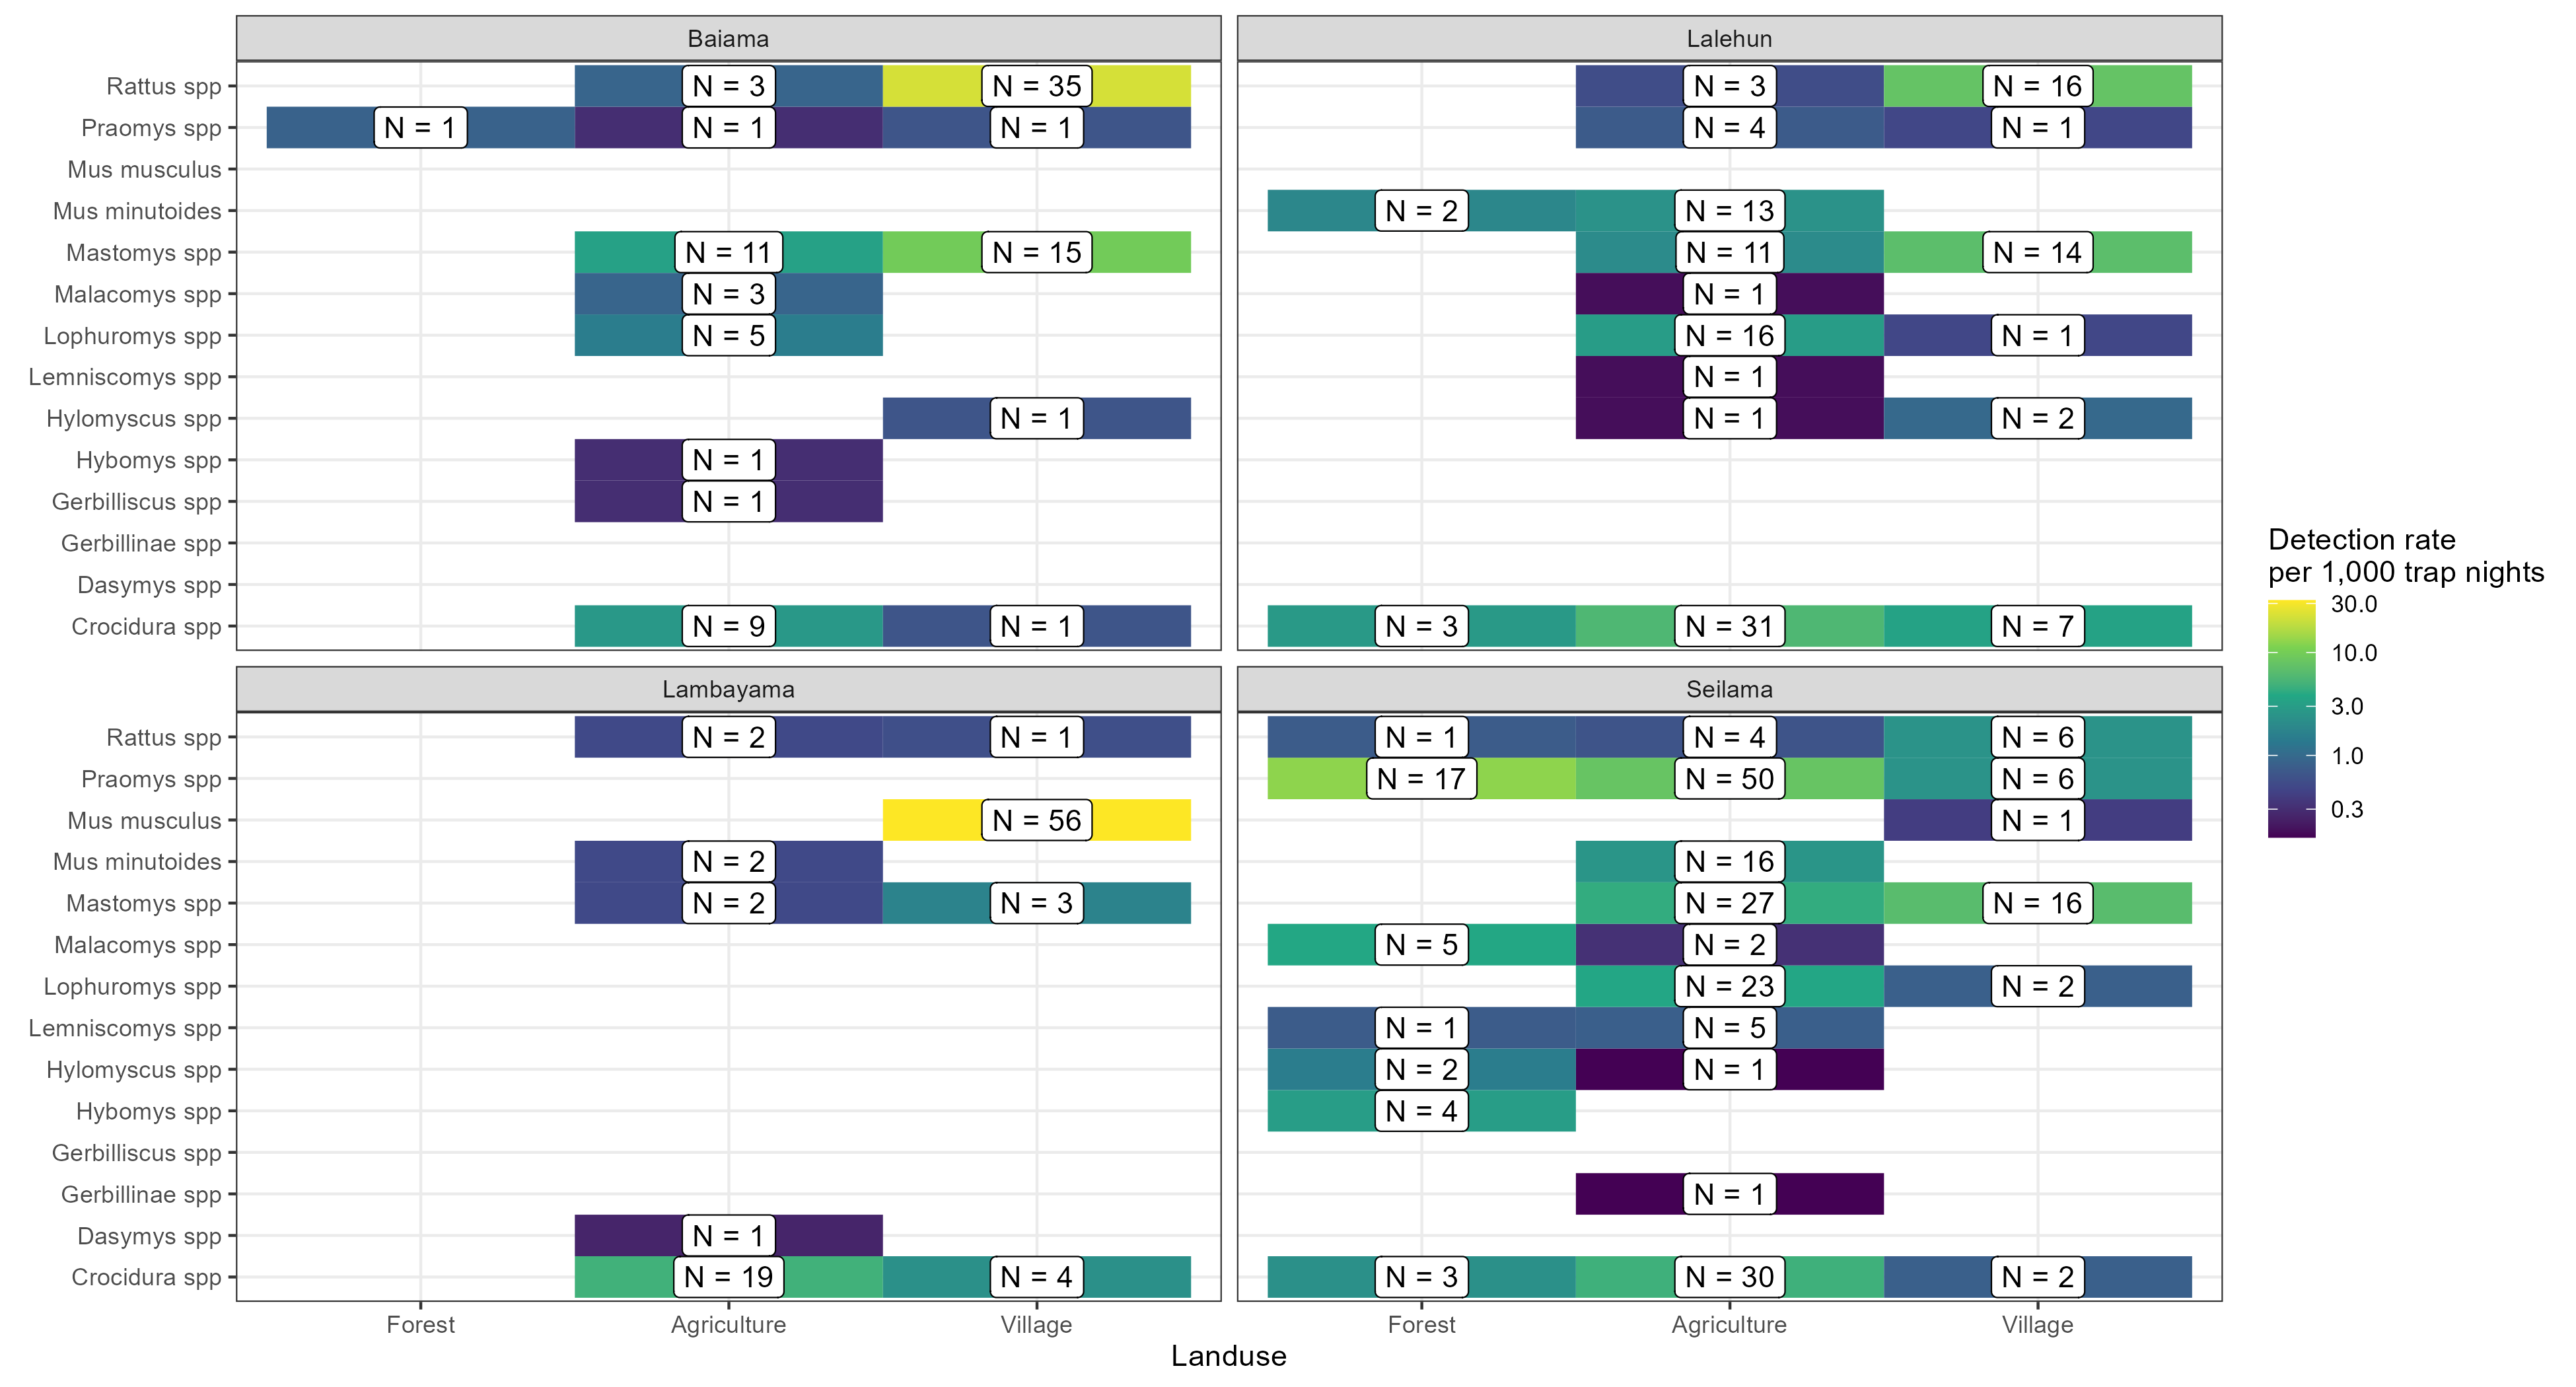 Baiama
Lalehun
Rattus spp N = 3 N = 35 N = 3 N = 16
Praomys spp N = 1 N = 1 N = 1 N = 4 N = 1
Mus musculus
Mus minutoides N = 2 N = 13
Mastomys spp N = 11 N = 15 N = 11 N = 14
Malacomys spp N = 3 N = 1
Lophuromys spp N = 5 N = 16 N = 1
Lemniscomys spp N = 1
Hylomyscus spp N = 1 N = 1 N = 2
Hybomys spp N = 1
Gerbilliscus spp N = 1
Gerbillinae spp
Dasymys spp
Crocidura spp N = 9 N = 1 N = 3 N = 31 N = 7
Lambayama
Seilama
Rattus spp N = 2 N = 1 N = 1 N = 4 N = 6
Praomys spp N = 17 N = 50 N = 6
Mus musculus N = 56 N = 1
Mus minutoides N = 2 N = 16
Mastomys spp N = 2 N = 3 N = 27 N = 16
Malacomys spp N = 5 N = 2
Lophuromys spp N = 23 N = 2
Lemniscomys spp N = 1 N = 5
Hylomyscus spp N = 2 N = 1
Hybomys spp N = 4
Gerbilliscus spp
Gerbillinae spp N = 1
Dasymys spp N = 1
Crocidura spp N = 19 N = 4 N = 3 N = 30 N = 2
Forest Agriculture Village Forest Agriculture Village
Landuse
Detection rate
per 1,000 trap nights
30.0
10.0
3.0
1.0
0.3